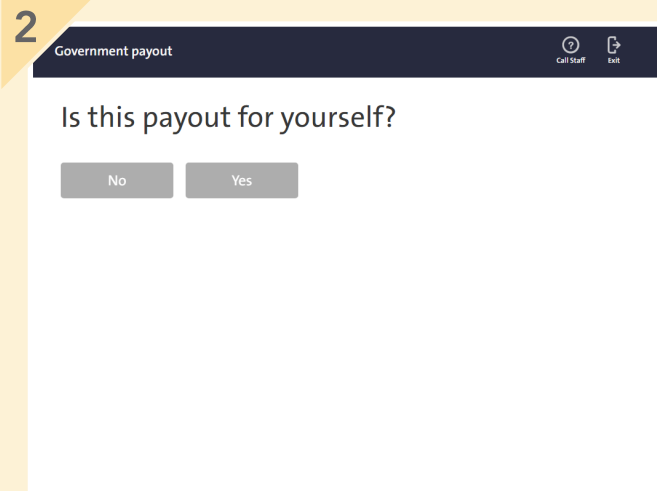 2
Government payout
Call Staff
Exit
Is this payout for yourself?
No
Yes